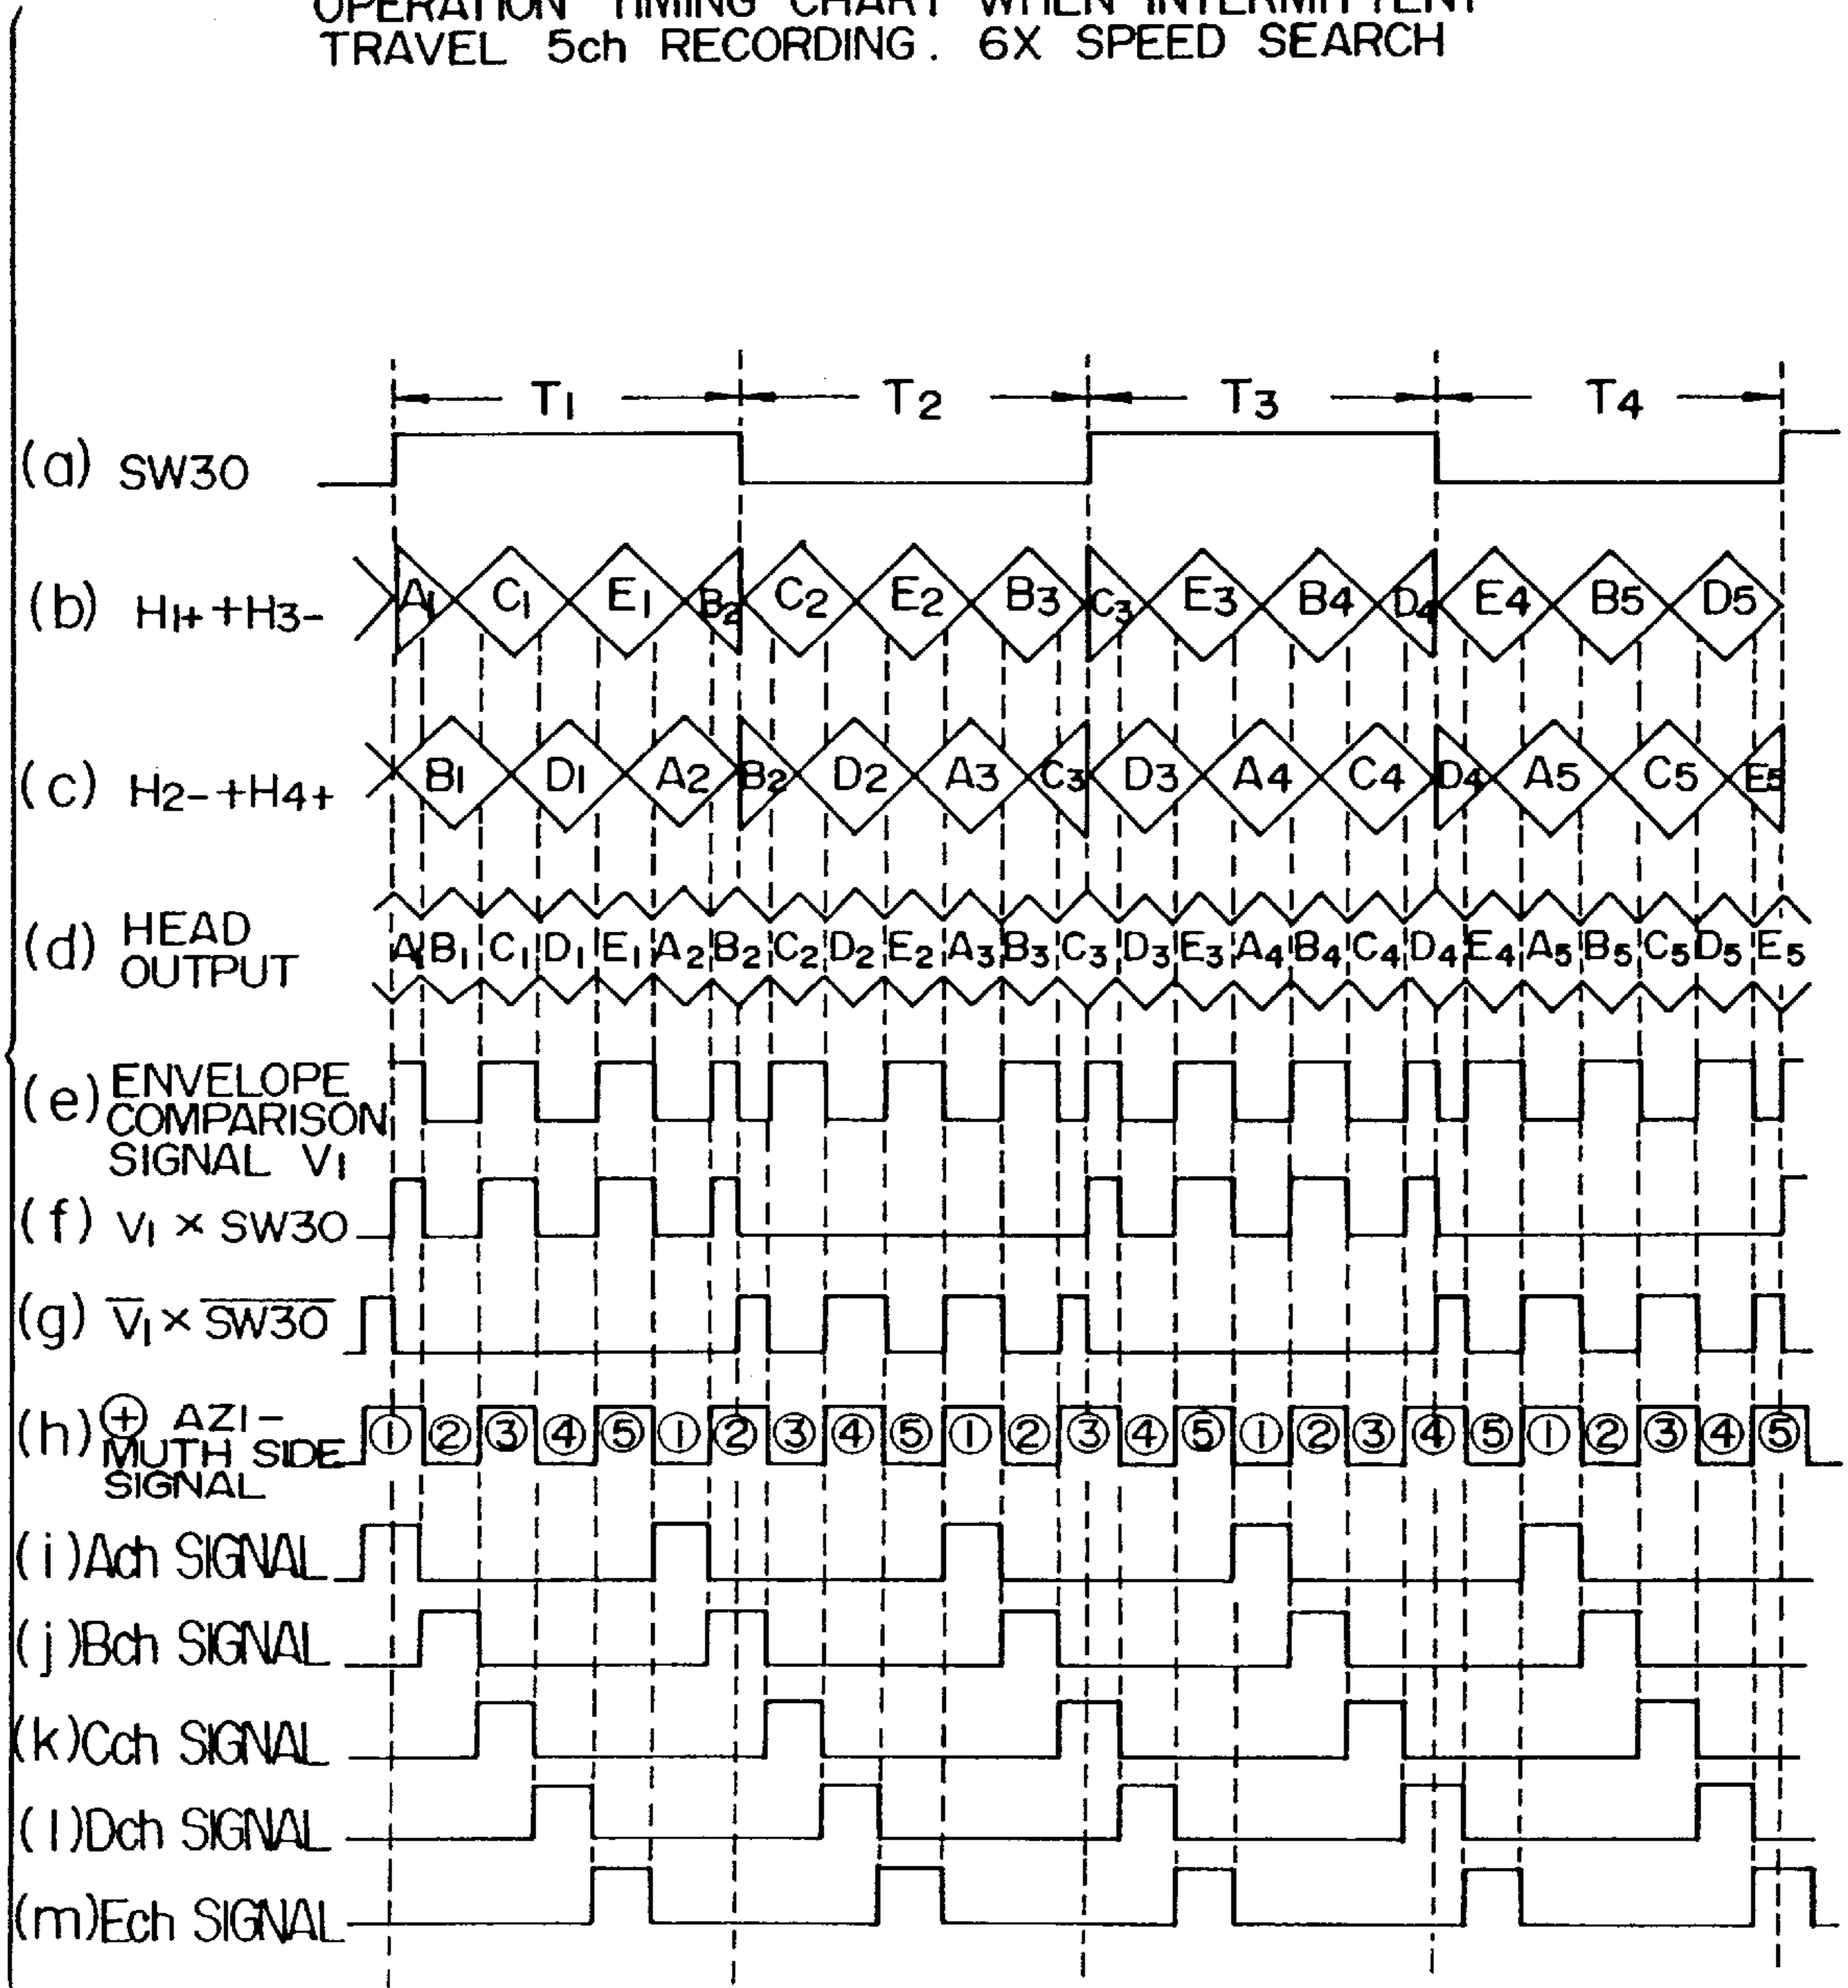 OPERATION TIMING CHART WHEN INTERMITTENT
TRAVEL 5ch RECORDING. 6X SPEED SEARCH
T1 T2 T3 T4
(a) SW30
(b) H1+ +H3-
A1 C1 E1 B2 C2 E2 B3 C3 E3 B4 D4 E4 B5 D5
(c) H2- +H4+
B1 D1 A2 B2 D2 A3 C3 D3 A4 C4 D4 A5 C5 E5
(d) HEAD
OUTPUT
A1 B1 C1 D1 E1 A2 B2 C2 D2 E2 A3 B3 C3 D3 E3 A4 B4 C4 D4 E4 A5 B5 C5 D5 E5
(e) ENVELOPE
COMPARISON
SIGNAL V1
(f) V1 × SW30
(g) V̅1 × S̅W̅3̅0̅
(h) ⊕ AZI-
MUTH SIDE
SIGNAL
① ② ③ ④ ⑤ ① ② ③ ④ ⑤ ① ② ③ ④ ⑤ ① ② ③ ④ ⑤ ① ② ③ ④ ⑤
(i) Ach SIGNAL
(j) Bch SIGNAL
(k) Cch SIGNAL
(l) Dch SIGNAL
(m) Ech SIGNAL